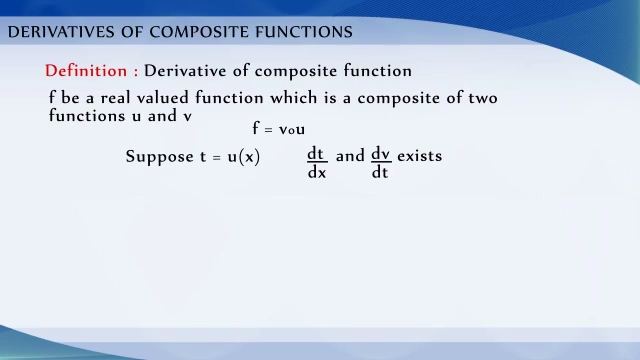 DERIVATIVES OF COMPOSITE FUNCTIONS
Definition : Derivative of composite function
f be a real valued function which is a composite of two
functions u and v
f = vou
Suppose t = u(x) dt/dx and dv/dt exists